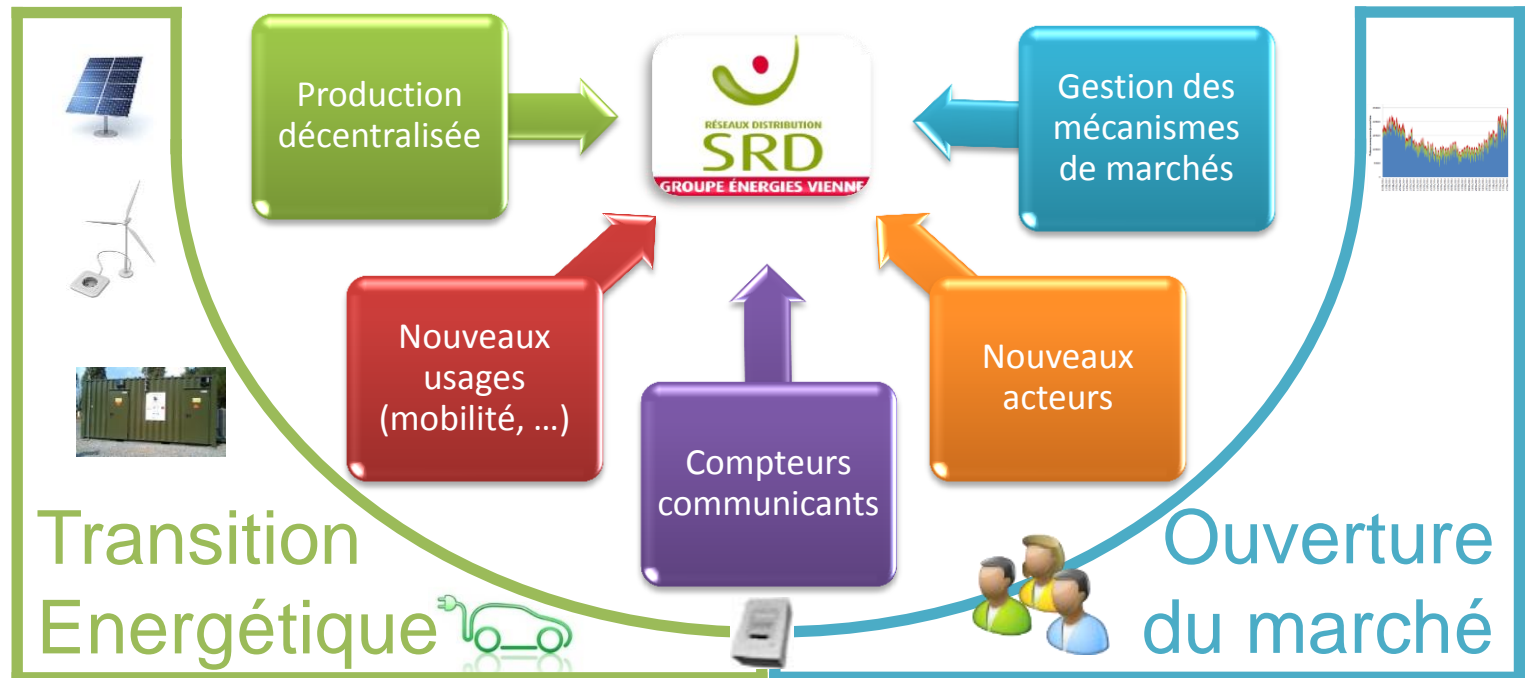 Production
décentralisée
RÉSEAUX DISTRIBUTION
SRD
GROUPE ÉNERGIES VIENNE
Gestion des
mécanismes
de marchés
Nouveaux
usages
(mobilité, ...)
Compteurs
communicants
Nouveaux
acteurs
Transition
Energétique
Ouverture
du marché